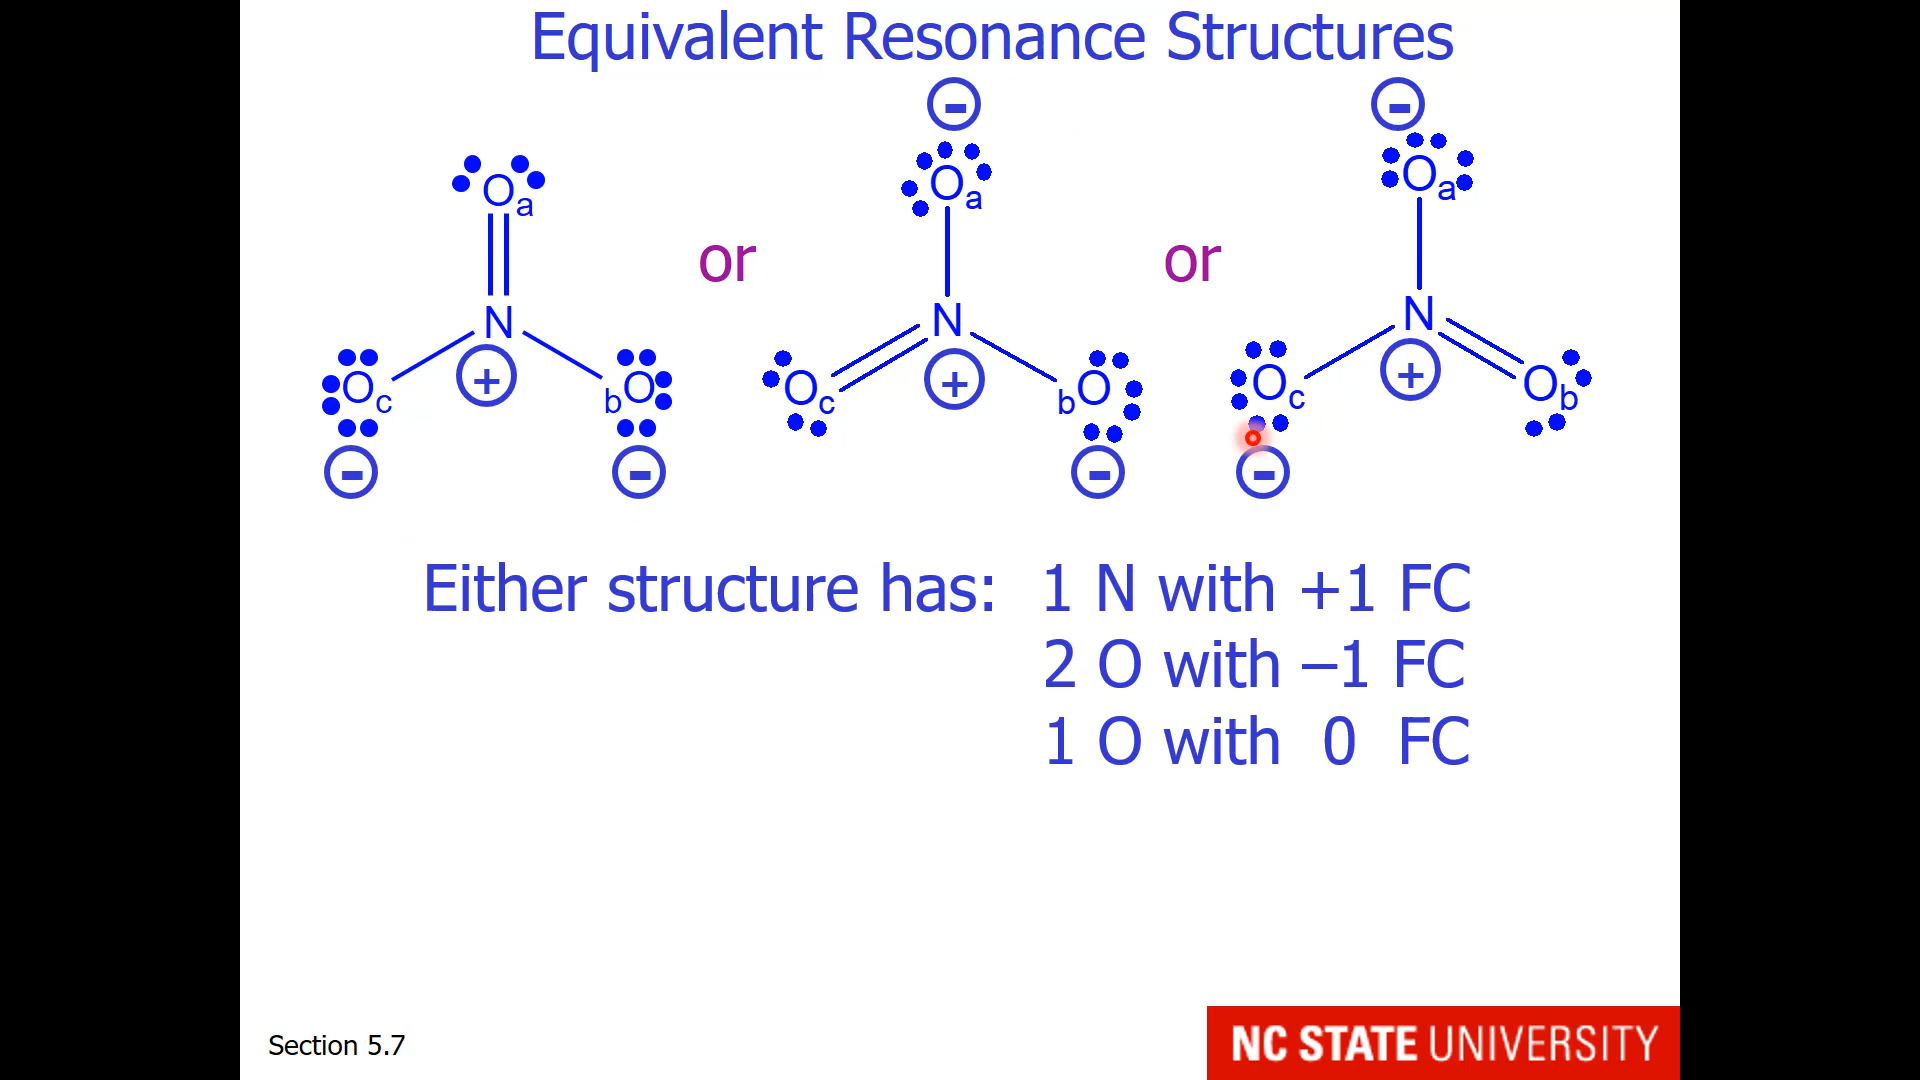 Equivalent Resonance Structures
- - 
Oa Oa Oa
or or
N N N
+ + +
Oc bO Oc bO Oc Ob
- - - -
Either structure has: 1 N with +1 FC
2 O with –1 FC
1 O with 0 FC
Section 5.7
NC STATE UNIVERSITY